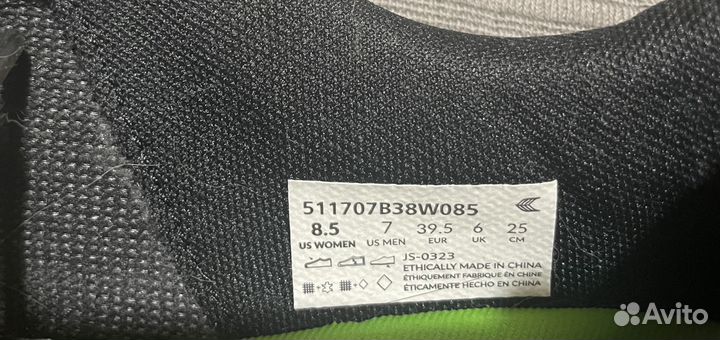 511707B38W085
8.5 7 39.5 6 25
US WOMEN US MEN EUR UK CM
JS-0323
ETHICALLY MADE IN CHINA
ÉTHIQUEMENT FABRIQUÉ EN CHINE
ÉTICAMENTE HECHO EN CHINA
Avito